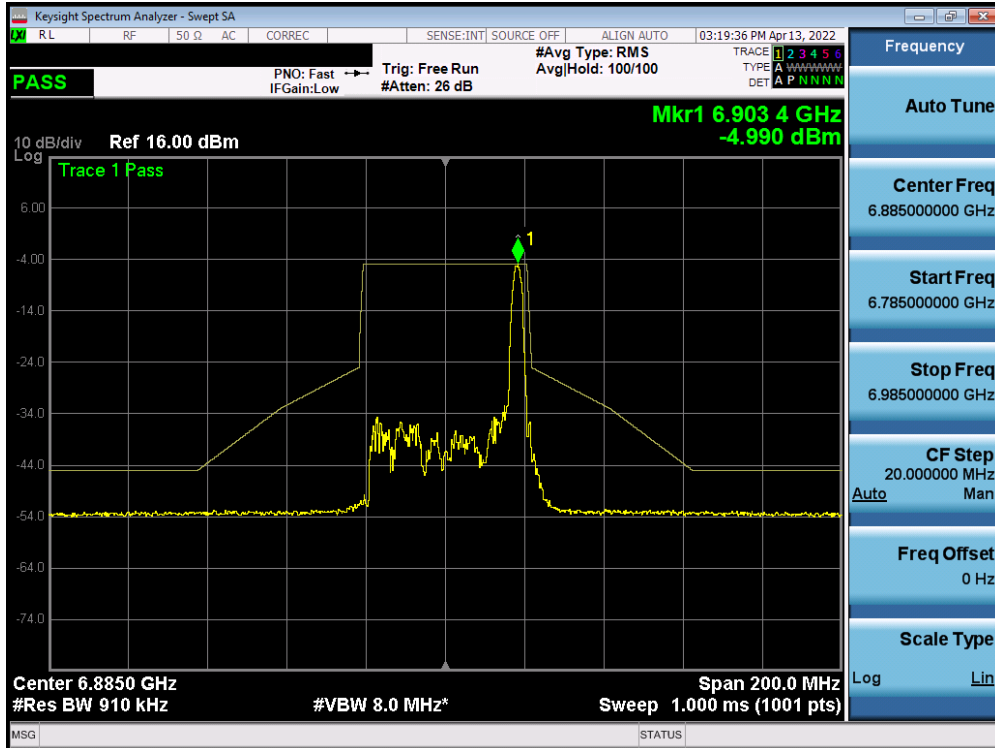 Keysight Spectrum Analyzer - Swept SA
LXI RL RF 50 Ω AC CORREC SENSE:INT SOURCE OFF ALIGN AUTO 03:19:36 PM Apr 13, 2022
PASS
PNO: Fast
IFGain:Low
Trig: Free Run
#Atten: 26 dB
#Avg Type: RMS
Avg|Hold: 100/100
TRACE 1 2 3 4 5 6
TYPE A WWWWW
DET A P N N N N
Mkr1 6.903 4 GHz
-4.990 dBm
10 dB/div Ref 16.00 dBm
Log
Trace 1 Pass
1
6.00
-4.00
-14.0
-24.0
-34.0
-44.0
-54.0
-64.0
-74.0
Center 6.8850 GHz Span 200.0 MHz
#Res BW 910 kHz #VBW 8.0 MHz* Sweep 1.000 ms (1001 pts)
MSG STATUS
Frequency
Auto Tune
Center Freq
6.885000000 GHz
Start Freq
6.785000000 GHz
Stop Freq
6.985000000 GHz
CF Step
20.000000 MHz
Auto Man
Freq Offset
0 Hz
Scale Type
Log Lin